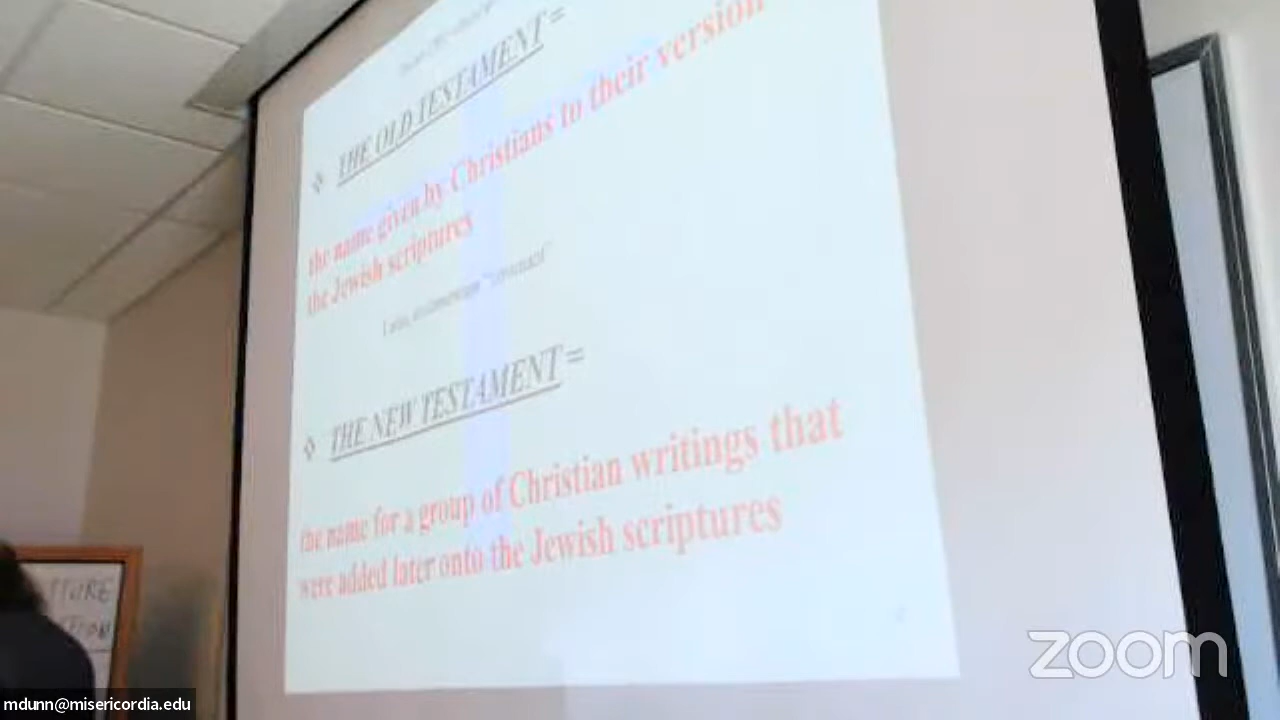 ❖ THE OLD TESTAMENT =
the name given by Christians to their version
the Jewish scriptures
❖ THE NEW TESTAMENT =
the name for a group of Christian writings that
were added later onto the Jewish scriptures
zoom
mdunn@misericordia.edu